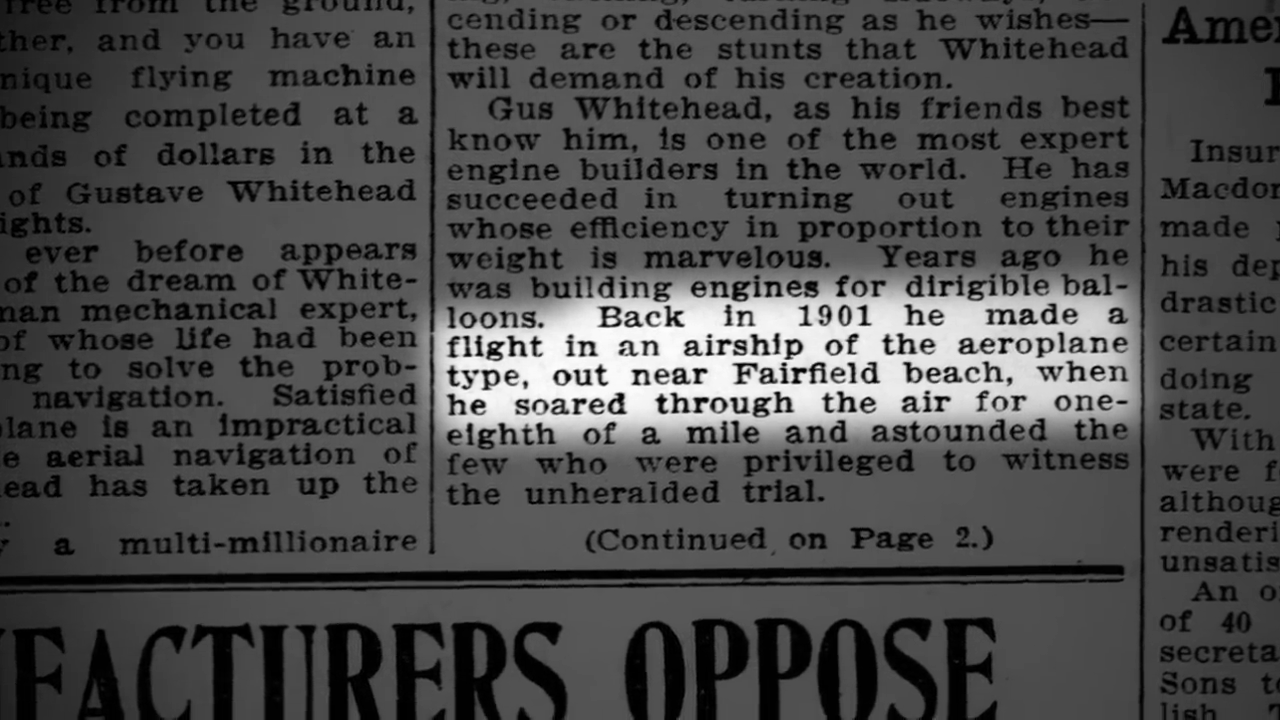 free from the ground,
ther, and you have an
nique flying machine
being completed at a
nds of dollars in the
of Gustave Whitehead
ights.
ever before appears
of the dream of White-
man mechanical expert,
of whose life had been
ng to solve the prob-
navigation. Satisfied
plane is an impractical
e aerial navigation of
head has taken up the
a multi-millionaire
cending or descending as he wishes—
these are the stunts that Whitehead
will demand of his creation.
Gus Whitehead, as his friends best
know him, is one of the most expert
engine builders in the world. He has
succeeded in turning out engines
whose efficiency in proportion to their
weight is marvelous. Years ago he
was building engines for dirigible bal-
loons. Back in 1901 he made a
flight in an airship of the aeroplane
type, out near Fairfield beach, when
he soared through the air for one-
eighth of a mile and astounded the
few who were privileged to witness
the unheralded trial.
(Continued on Page 2.)
FACTURERS OPPOSE
Ame
Insur
Macdon
made
his dep
drastic
certain
doing
state.
With
were f
althoug
renderi
unsatis
An o
of 40
secreta
Sons to
lish